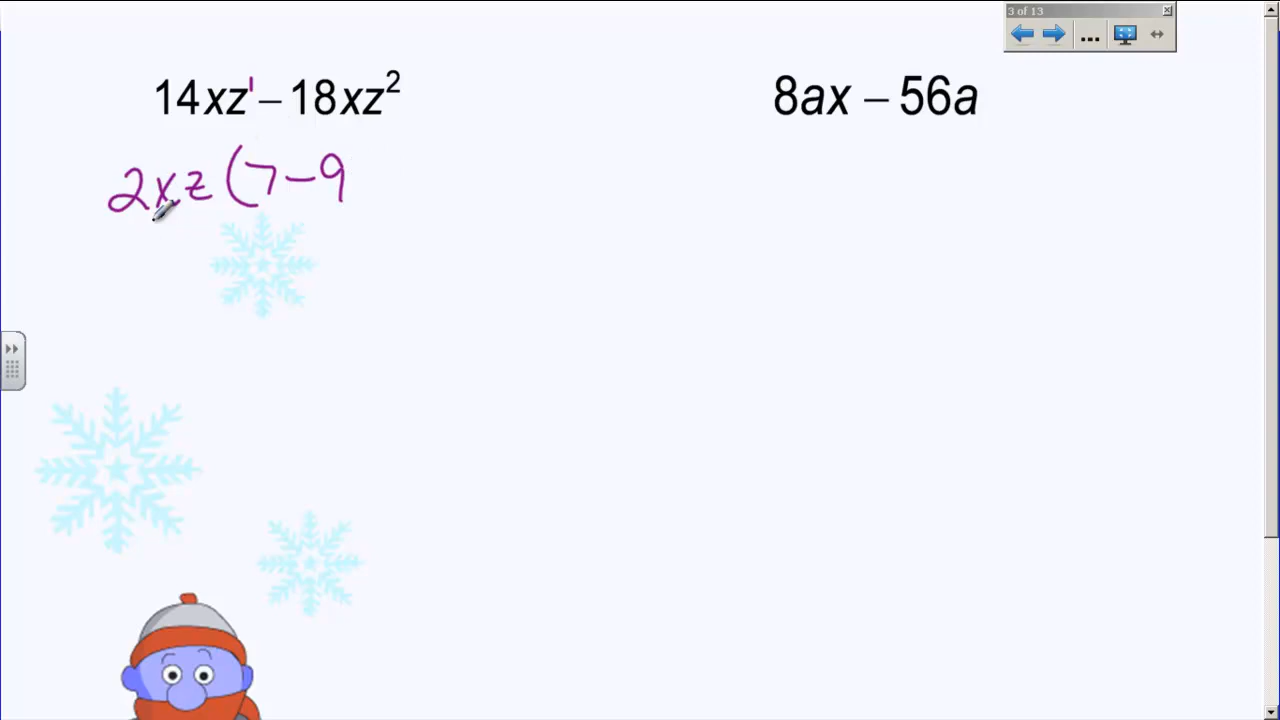 3 of 13
14xz¹ – 18xz²
8ax – 56a
2xz (7 – 9